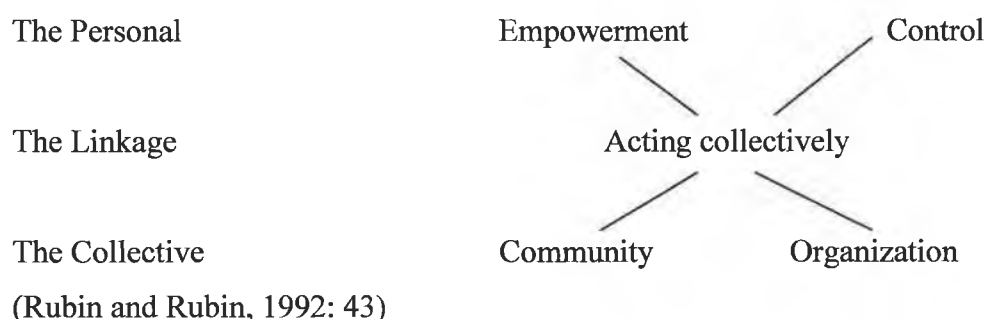 The Personal Empowerment Control
The Linkage Acting collectively
The Collective Community Organization
(Rubin and Rubin, 1992: 43)